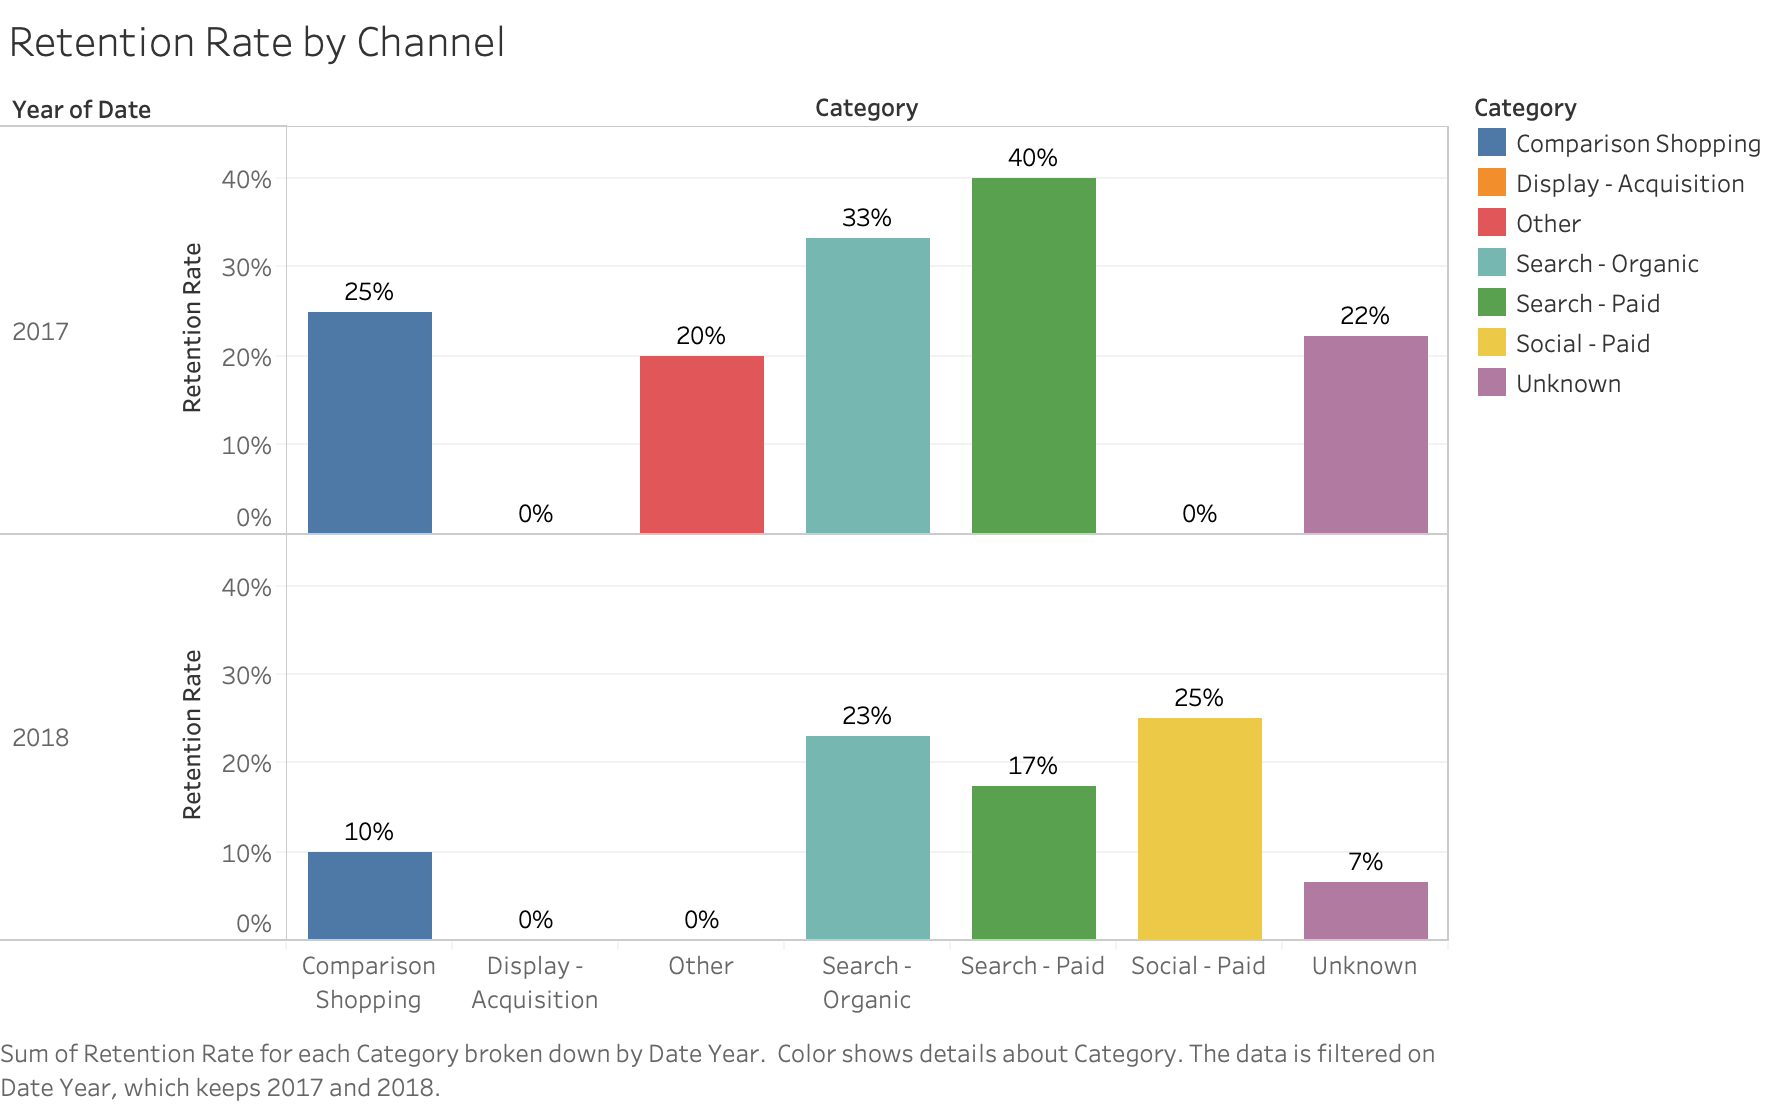 Retention Rate by Channel
Year of Date
Category
Category
Comparison Shopping
Display - Acquisition
Other
Search - Organic
Search - Paid
Social - Paid
Unknown
2017
Retention Rate
40%
30%
20%
10%
0%
25%
0%
20%
33%
40%
0%
22%
2018
Retention Rate
40%
30%
20%
10%
0%
10%
0%
0%
23%
17%
25%
7%
Comparison
Shopping
Display -
Acquisition
Other
Search -
Organic
Search - Paid
Social - Paid
Unknown
Sum of Retention Rate for each Category broken down by Date Year.  Color shows details about Category. The data is filtered on
Date Year, which keeps 2017 and 2018.